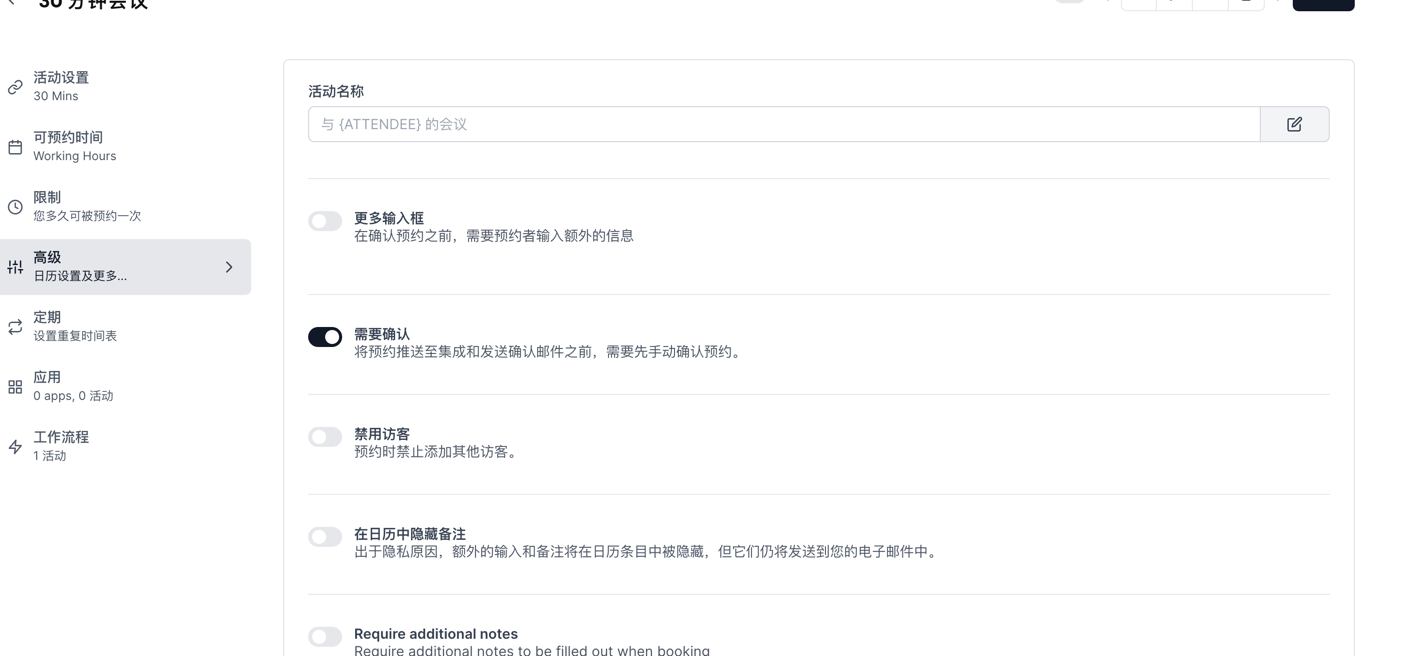 30 分钟会议
活动设置
30 Mins
可预约时间
Working Hours
限制
您多久可被预约一次
高级
日历设置及更多...
定期
设置重复时间表
应用
0 apps, 0 活动
工作流程
1 活动
活动名称
与 {ATTENDEE} 的会议
更多输入框
在确认预约之前，需要预约者输入额外的信息
需要确认
将预约推送至集成和发送确认邮件之前，需要先手动确认预约。
禁用访客
预约时禁止添加其他访客。
在日历中隐藏备注
出于隐私原因，额外的输入和备注将在日历条目中被隐藏，但它们仍将发送到您的电子邮件中。
Require additional notes
Require additional notes to be filled out when booking